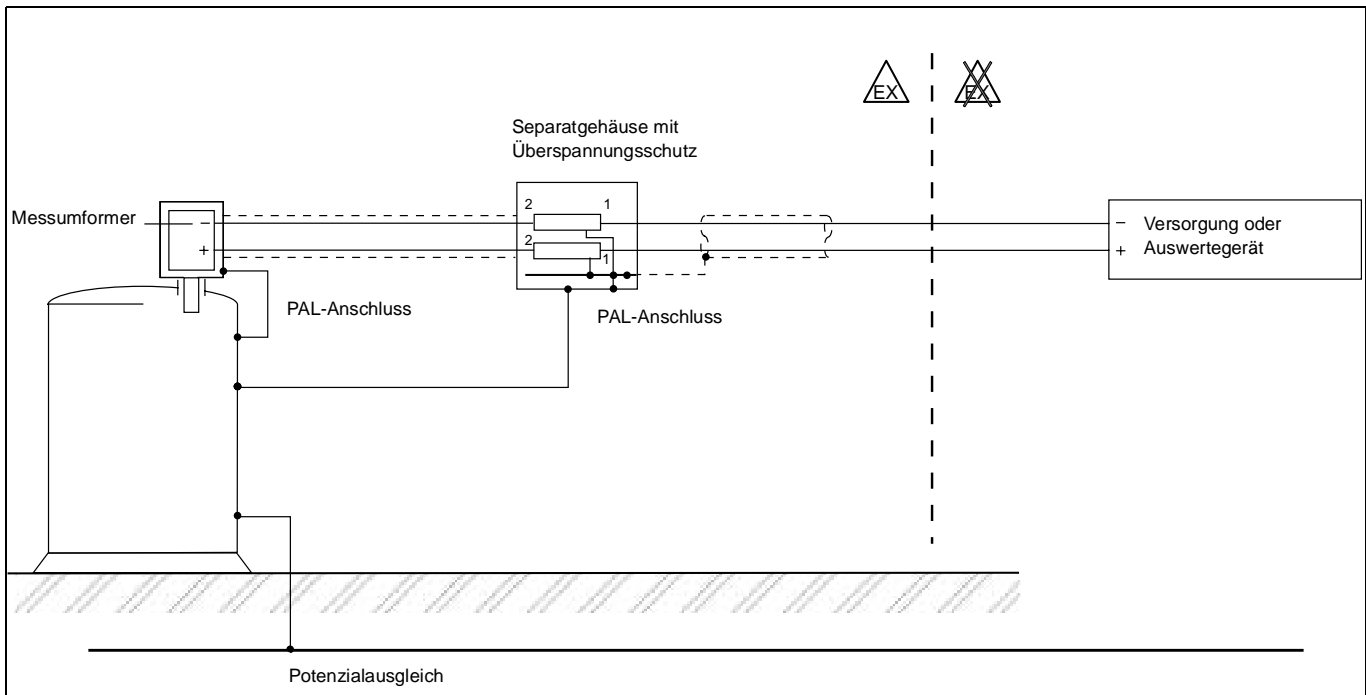 EX EX
Separatgehäuse mit
Überspannungsschutz
2 1
Messumformer
−
− Versorgung oder
2
+
1
+ Auswertegerät
PAL-Anschluss
PAL-Anschluss
Potenzialausgleich